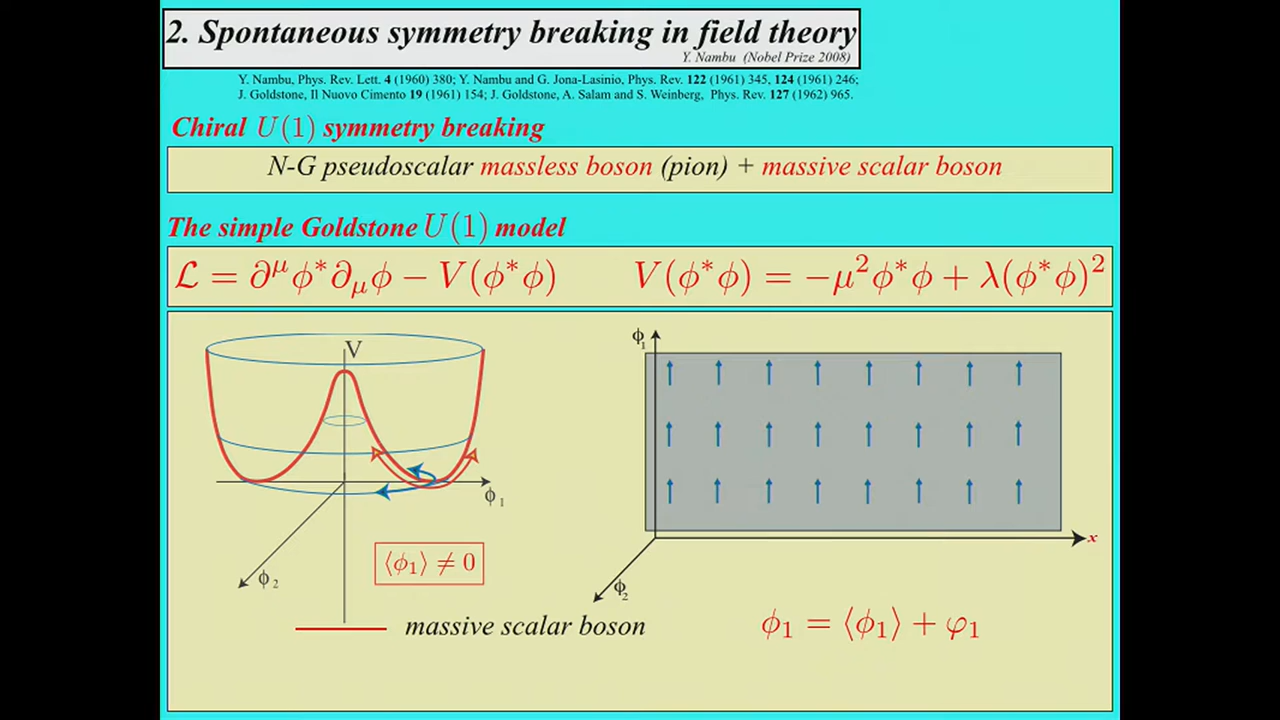 2. Spontaneous symmetry breaking in field theory
Y. Nambu (Nobel Prize 2008)
Y. Nambu, Phys. Rev. Lett. 4 (1960) 380; Y. Nambu and G. Jona-Lasinio, Phys. Rev. 122 (1961) 345, 124 (1961) 246;
J. Goldstone, Il Nuovo Cimento 19 (1961) 154; J. Goldstone, A. Salam and S. Weinberg, Phys. Rev. 127 (1962) 965.
Chiral U(1) symmetry breaking
N-G pseudoscalar massless boson (pion) + massive scalar boson
The simple Goldstone U(1) model
ℒ = ∂^μ ϕ* ∂_μ ϕ − V(ϕ*ϕ) V(ϕ*ϕ) = −μ² ϕ*ϕ + λ(ϕ*ϕ)²
V
ϕ₁
ϕ₂
⟨ϕ₁⟩ ≠ 0
massive scalar boson
ϕ₁
x
ϕ₂
ϕ₁ = ⟨ϕ₁⟩ + φ₁